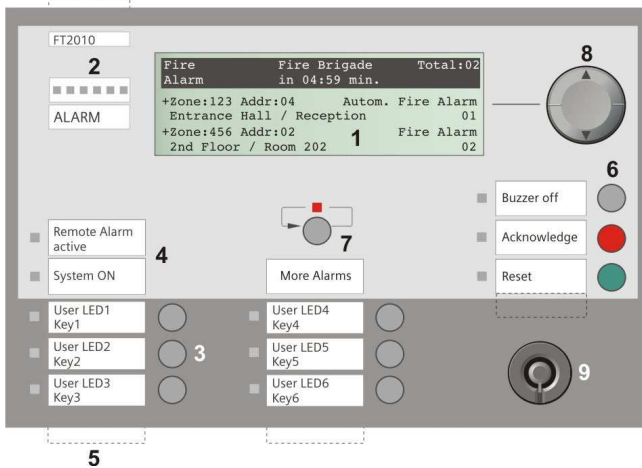 FT2010
2
ALARM
Fire Fire Brigade Total:02
Alarm in 04:59 min.
+Zone:123 Addr:04 Autom. Fire Alarm
Entrance Hall / Reception 01
+Zone:456 Addr:02 Fire Alarm
2nd Floor / Room 202 02
1
8
6
Buzzer off
Acknowledge
Reset
Remote Alarm
active
System ON
4
7
More Alarms
User LED1
Key1
User LED2
Key2
User LED3
Key3
3
User LED4
Key4
User LED5
Key5
User LED6
Key6
9
5